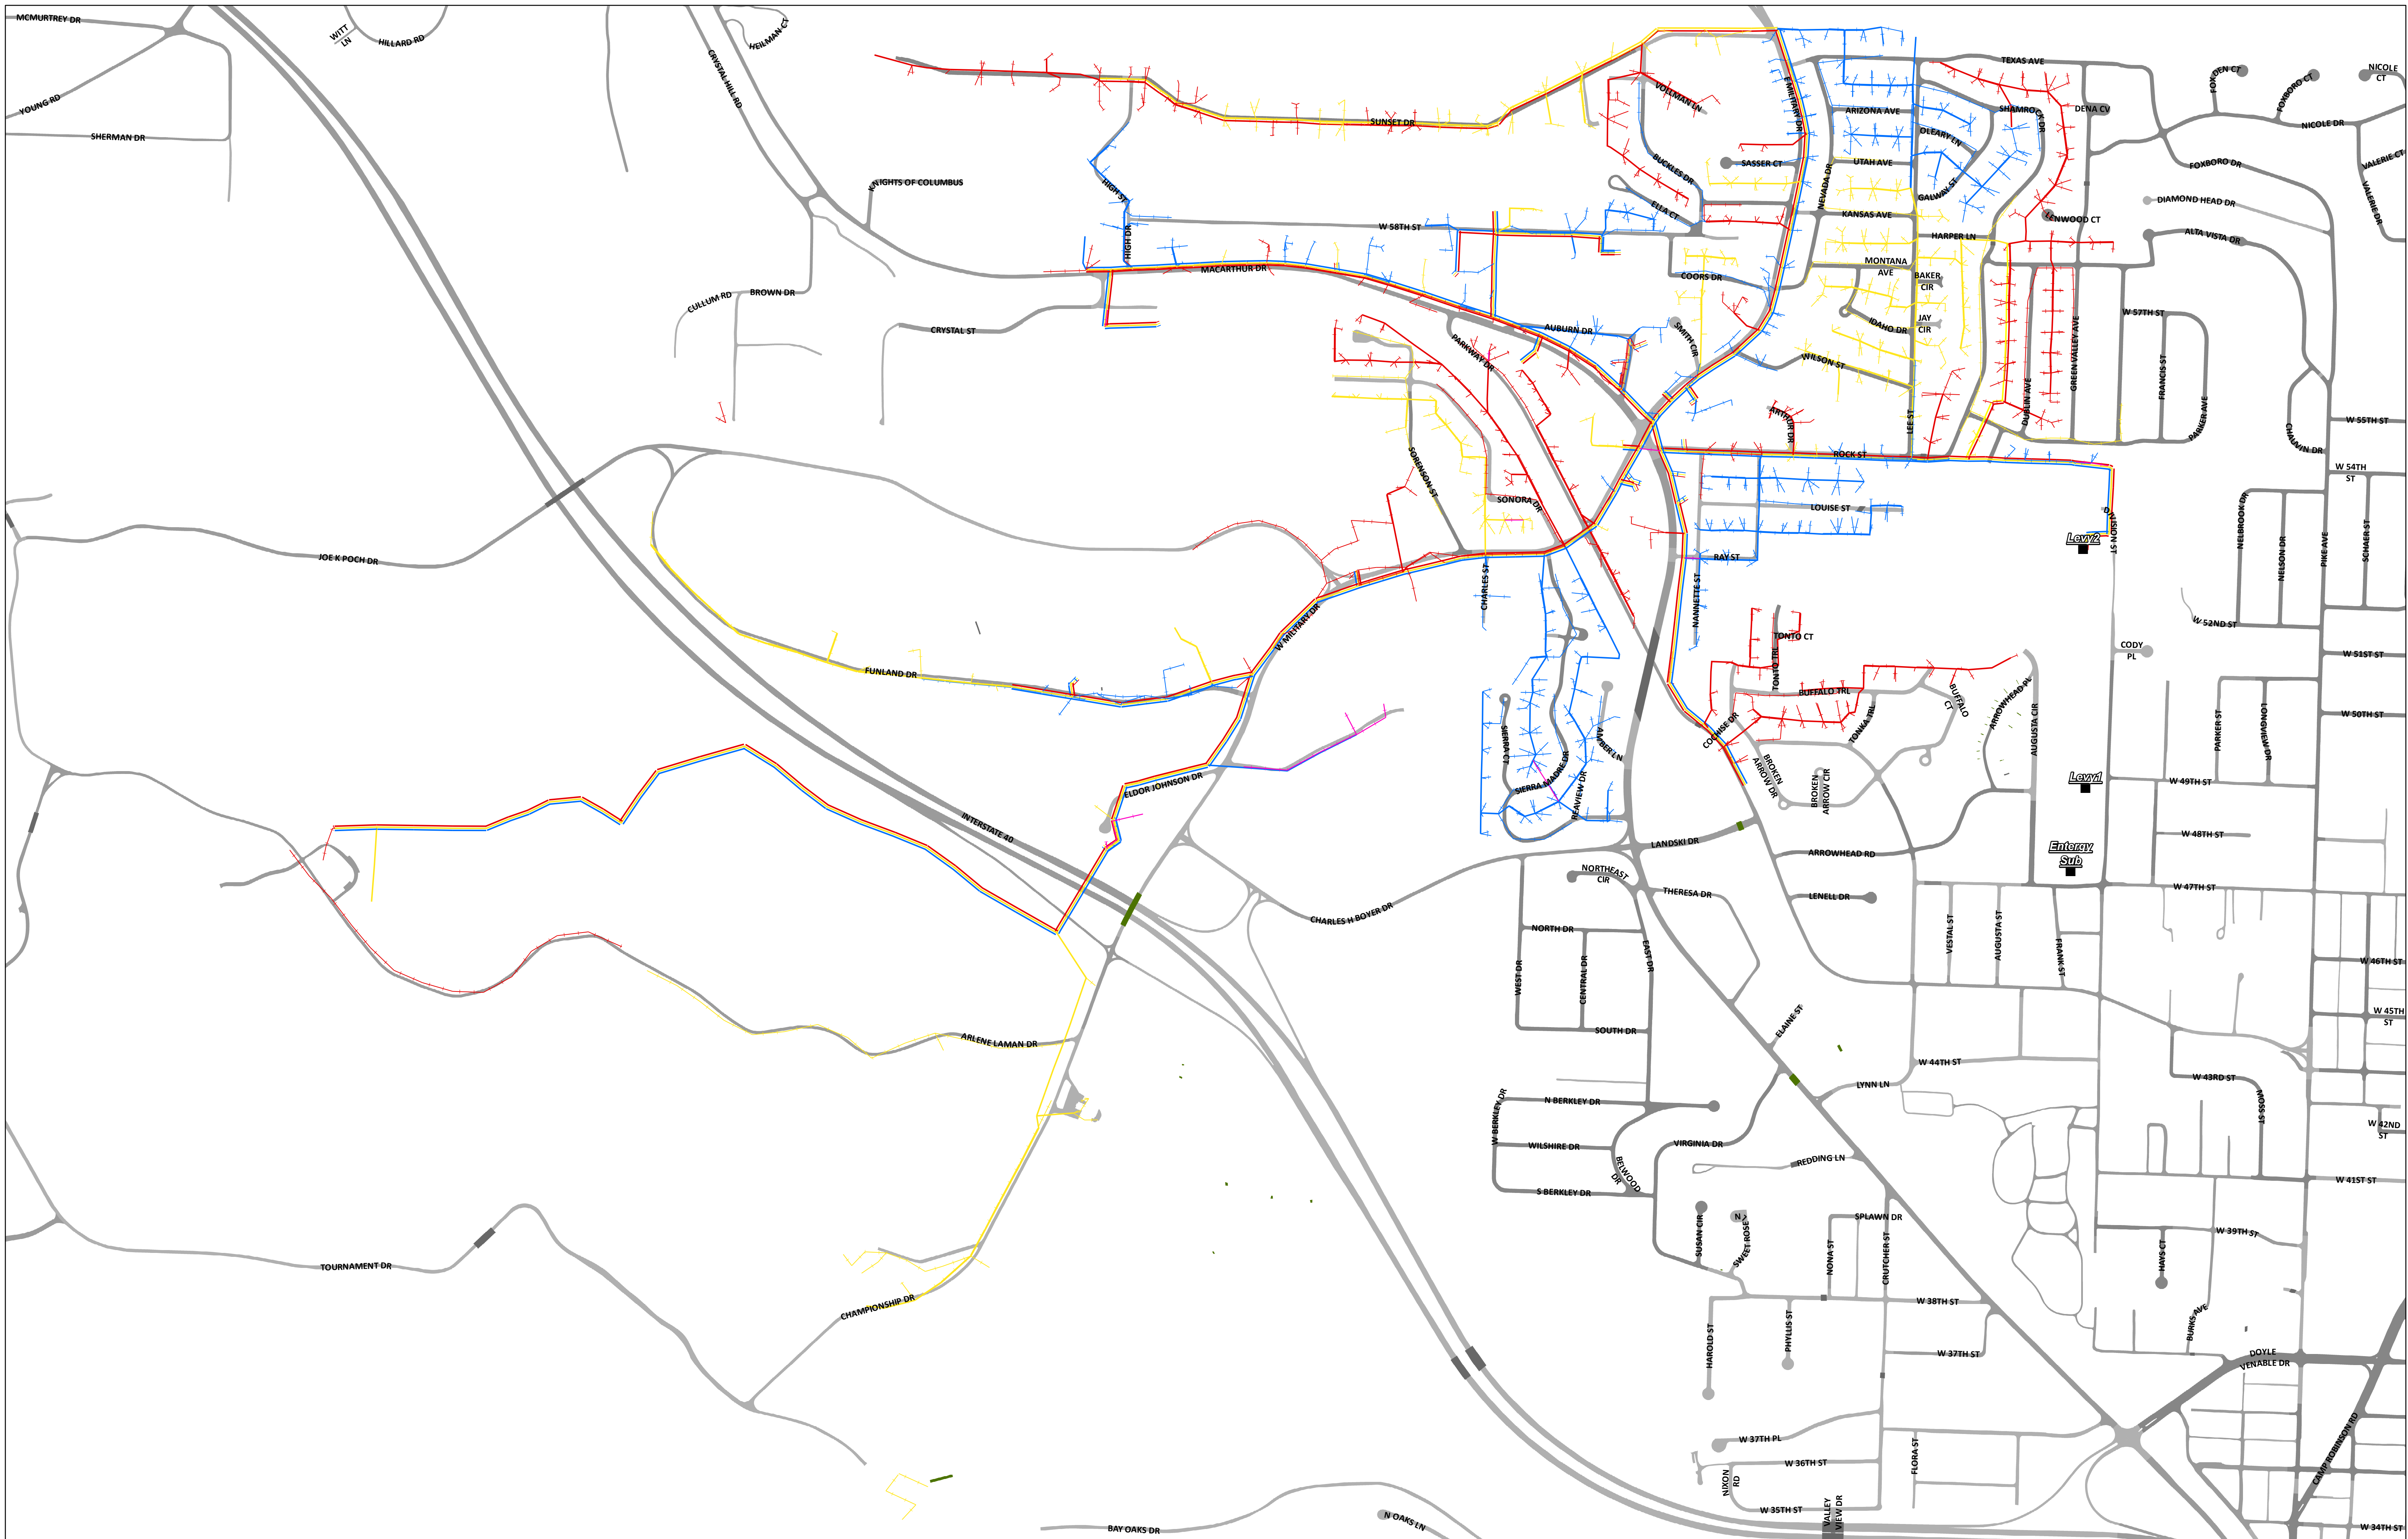 MCMURTREY DR
WITT
LN
HILLARD RD
HEILMAN CT
CRYSTAL HILL RD
YOUNG RD
SHERMAN DR
KNIGHTS OF COLUMBUS
SUNSET DR
VOLLMAN LN
E MILITARY DR
TEXAS AVE
FOX DEN CT
FOXBORO CT
NICOLE
CT
ARIZONA AVE
SHAMROCK DR
DENA CV
NICOLE DR
OLEARY LN
SASSER CT
UTAH AVE
FOXBORO DR
VALERIE CT
VALERIE DR
BUCKLES DR
NEVADA DR
GALWAY ST
ELLA CT
KANSAS AVE
LENWOOD CT
DIAMOND HEAD DR
HIGH ST
HIGH DR
W 58TH ST
HARPER LN
ALTA VISTA DR
MACARTHUR DR
COORS DR
MONTANA
AVE
BAKER
CIR
CULLUM RD
BROWN DR
CRYSTAL ST
AUBURN DR
SMITH CIR
IDAHO DR
JAY
CIR
W 57TH ST
PARKWAY DR
WILSON ST
DUBLIN AVE
GREEN VALLEY AVE
FRANCIS ST
PARKER AVE
ARTHUR DR
LEE ST
CHAUVIN DR
W 55TH ST
ROCK ST
W 54TH
ST
SORENSON ST
SONORA DR
LOUISE ST
DIVISION ST
NELBROOK DR
NELSON DR
PIKE AVE
SCHAER ST
Levy2
JOE K POCH DR
RAY ST
CHARLES ST
NANNETTE ST
W 52ND ST
W MILITARY DR
TONTO CT
TONTO TRL
CODY
PL
W 51ST ST
FUNLAND DR
BUFFALO TRL
BUFFALO
CT
ARROWHEAD PL
AUGUSTA CIR
PARKER ST
LONGVIEW DR
W 50TH ST
COCHISE DR
TONKA TRL
SIERRA CT
AMBER LN
SIERRA MADRE DR
REAVIEW DR
BROKEN
ARROW DR
BROKEN
ARROW CIR
Levy1
W 49TH ST
ELDOR JOHNSON DR
INTERSTATE 40
LANDSKI DR
ARROWHEAD RD
Entergy
Sub
W 48TH ST
NORTHEAST
CIR
THERESA DR
LENELL DR
W 47TH ST
CHARLES H BOYER DR
NORTH DR
WEST DR
CENTRAL DR
EAST DR
VESTAL ST
AUGUSTA ST
FRANK ST
W 46TH ST
SOUTH DR
ELAINE ST
W 45TH
ST
ARLENE LAMAN DR
W 44TH ST
LYNN LN
W 43RD ST
MOSS ST
W BERKLEY DR
N BERKLEY DR
W 42ND
ST
WILSHIRE DR
VIRGINIA DR
BELWOOD
DR
REDDING LN
S BERKLEY DR
W 41ST ST
SUSAN CIR
N
SWEET ROSE
SPLAWN DR
NONA ST
CRUTCHER ST
W 39TH ST
HAYS CT
TOURNAMENT DR
CHAMPIONSHIP DR
W 38TH ST
HAROLD ST
PHYLLIS ST
BURKS AVE
W 37TH ST
DOYLE
VENABLE DR
W 37TH PL
FLORA ST
CAMP ROBINSON RD
NIXON
RD
W 36TH ST
W 35TH ST
VALLEY
VIEW DR
BAY OAKS DR
N OAKS LN
W 34TH ST